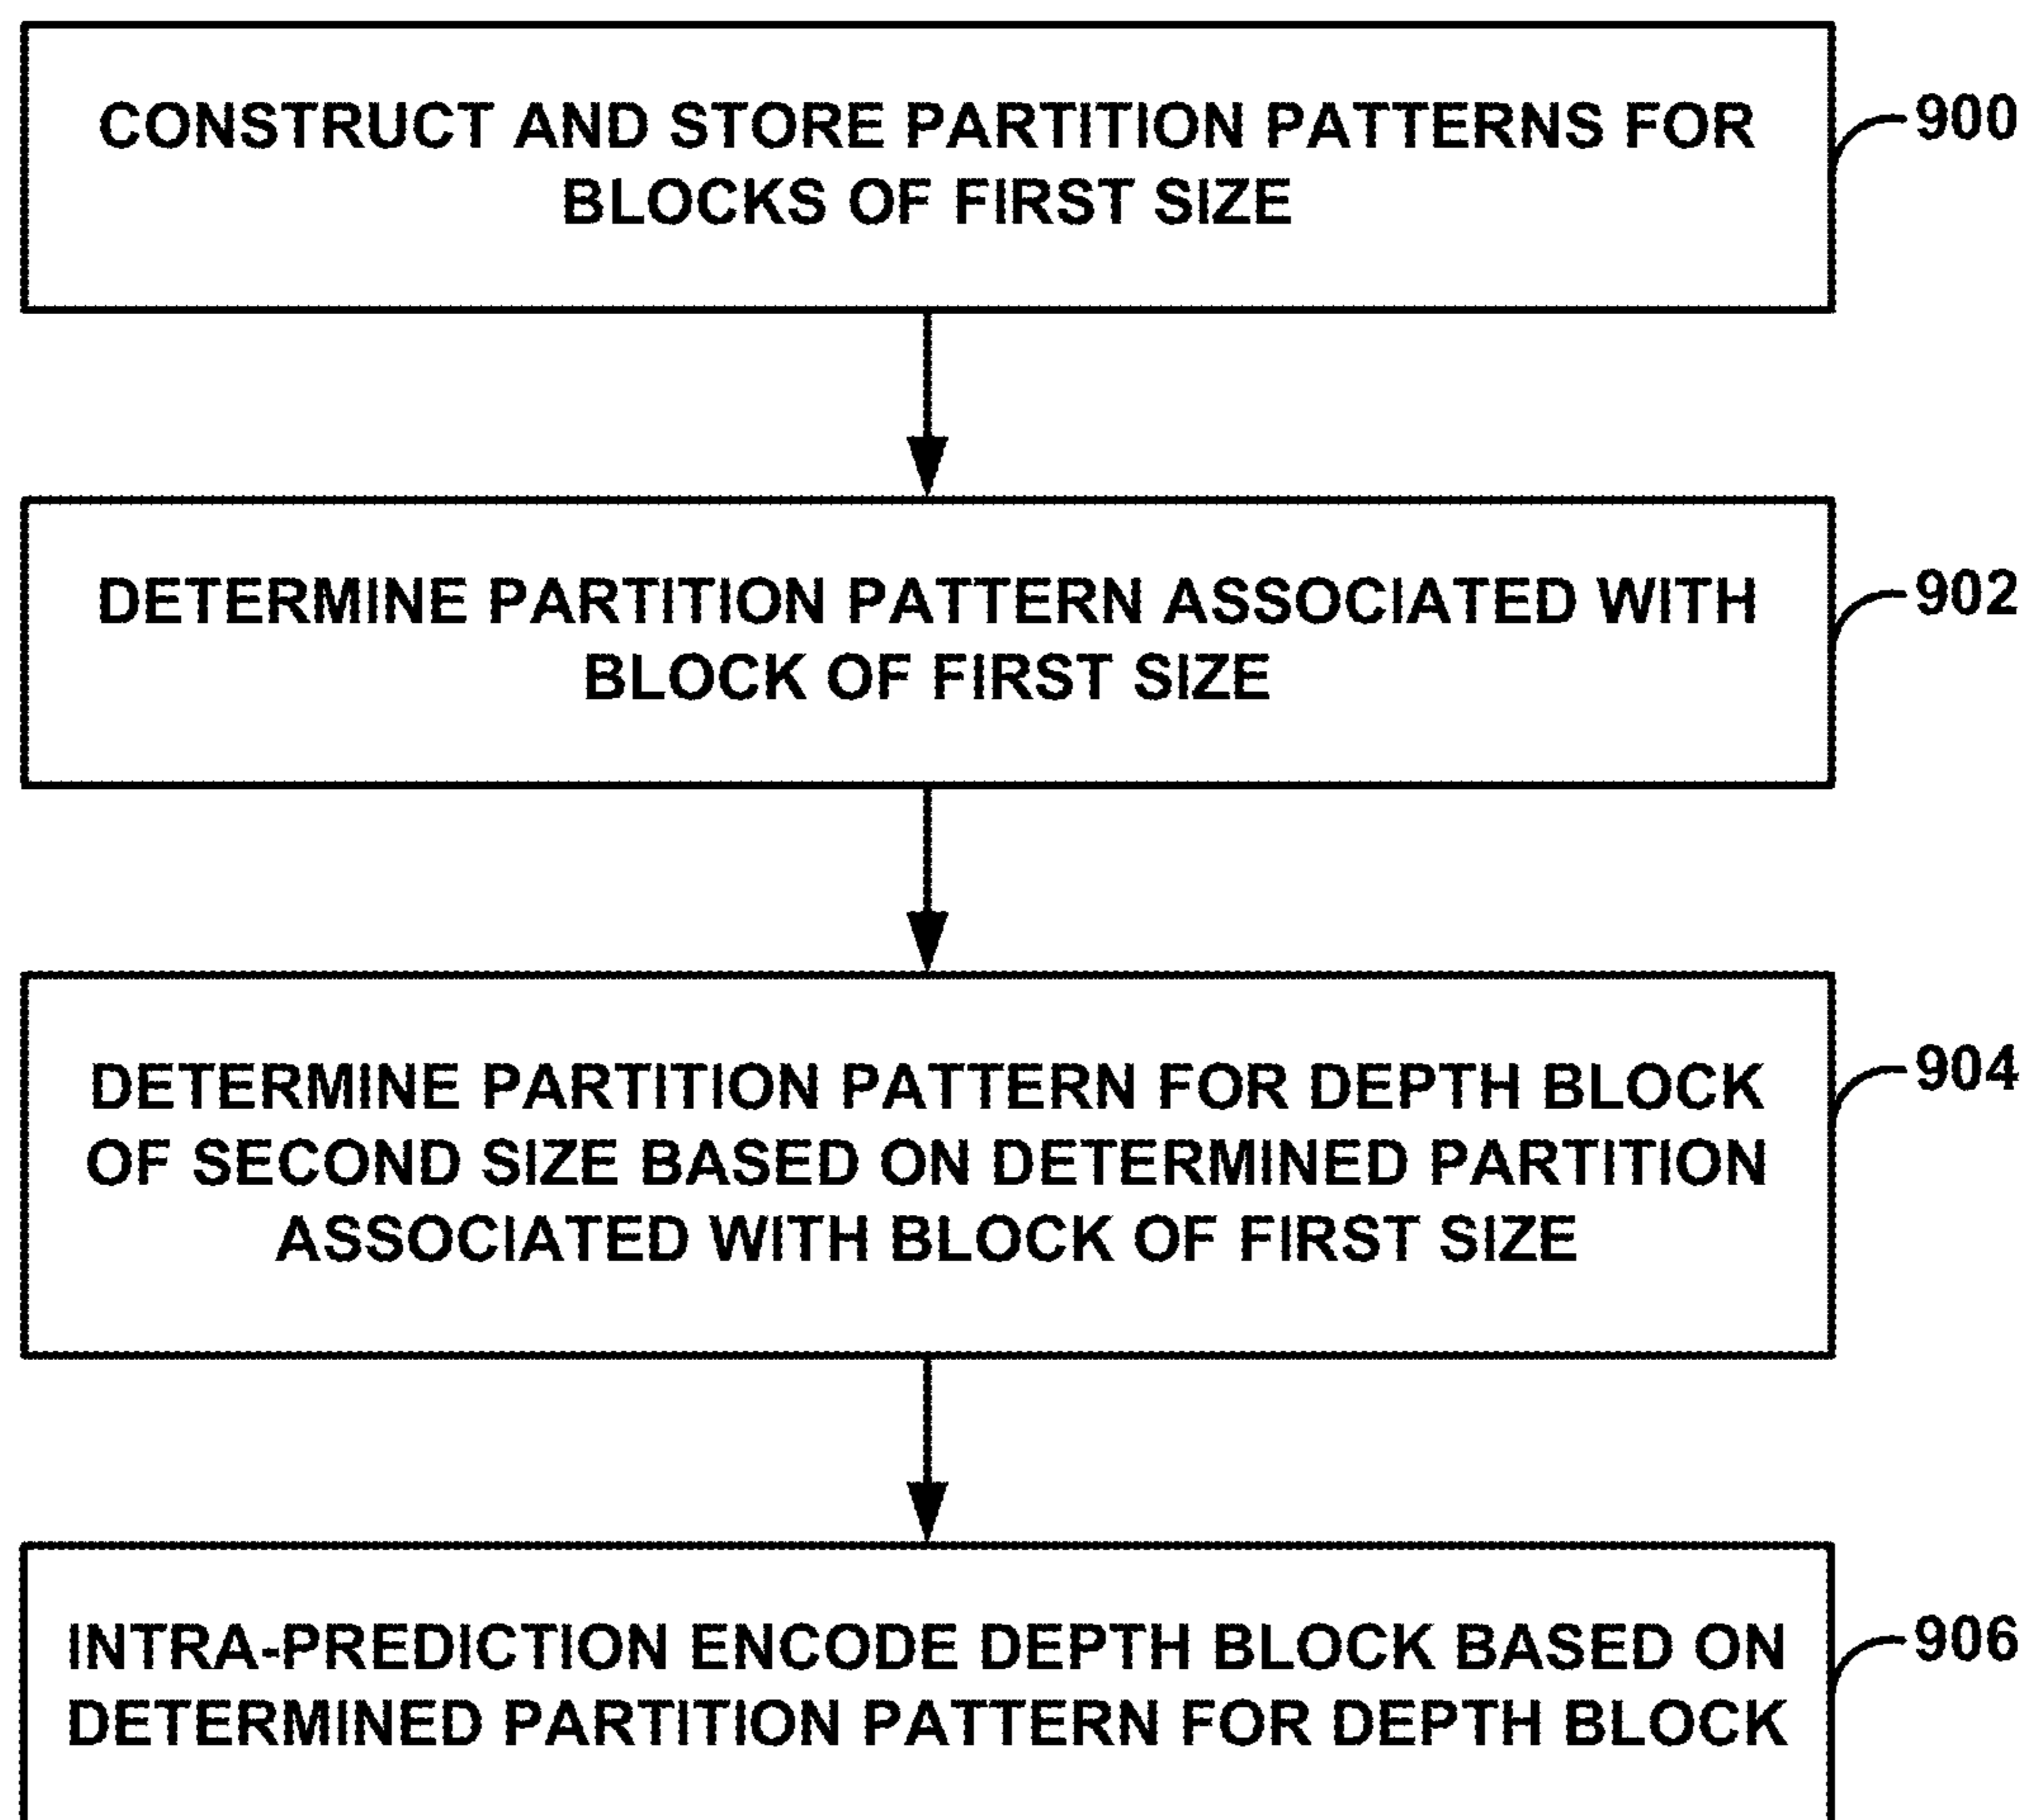 CONSTRUCT AND STORE PARTITION PATTERNS FOR
BLOCKS OF FIRST SIZE
900
DETERMINE PARTITION PATTERN ASSOCIATED WITH
BLOCK OF FIRST SIZE
902
DETERMINE PARTITION PATTERN FOR DEPTH BLOCK
OF SECOND SIZE BASED ON DETERMINED PARTITION
ASSOCIATED WITH BLOCK OF FIRST SIZE
904
INTRA-PREDICTION ENCODE DEPTH BLOCK BASED ON
DETERMINED PARTITION PATTERN FOR DEPTH BLOCK
906